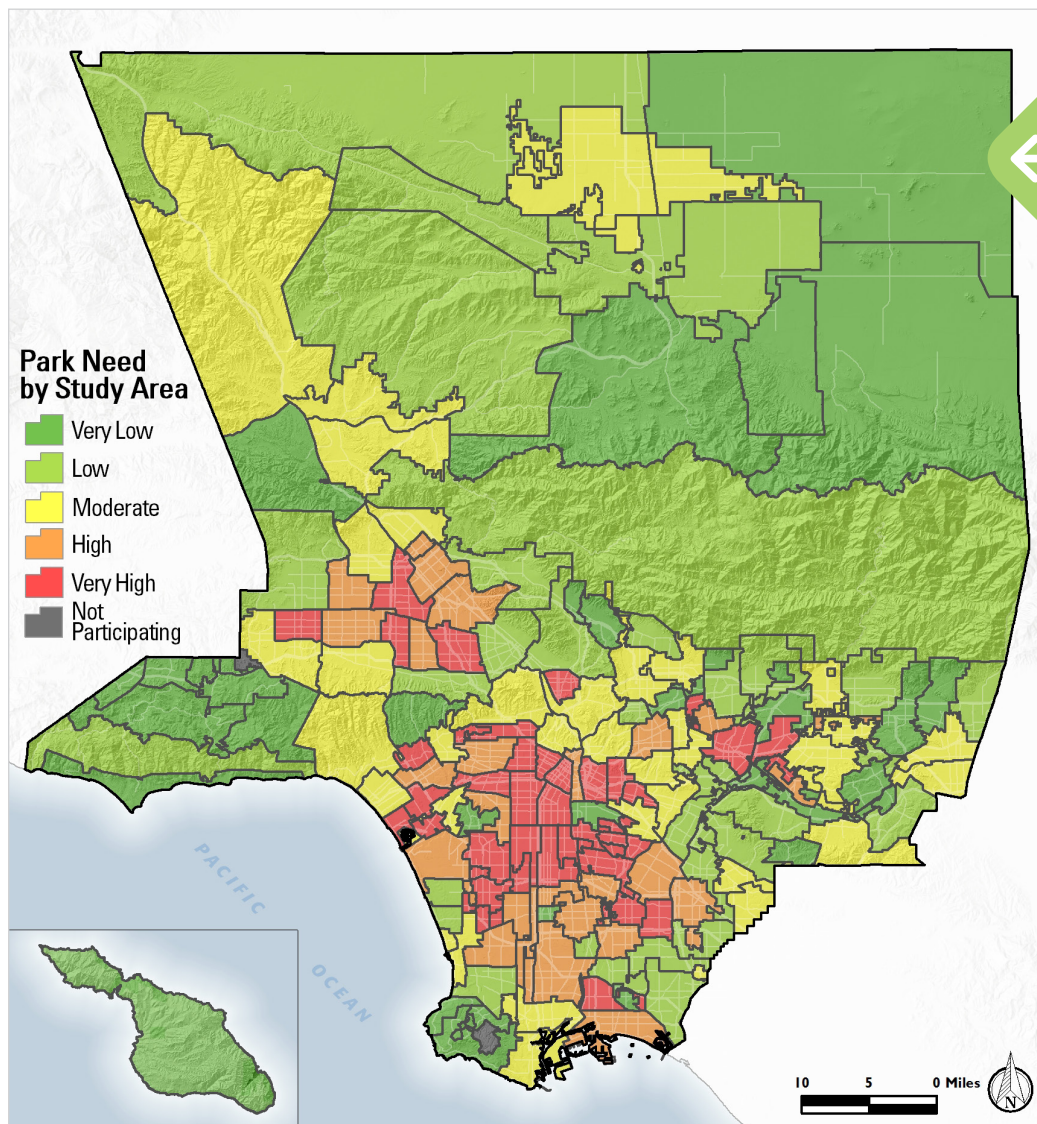 Park Need
by Study Area
Very Low
Low
Moderate
High
Very High
Not
Participating
PACIFIC
OCEAN
10 5 0 Miles
N